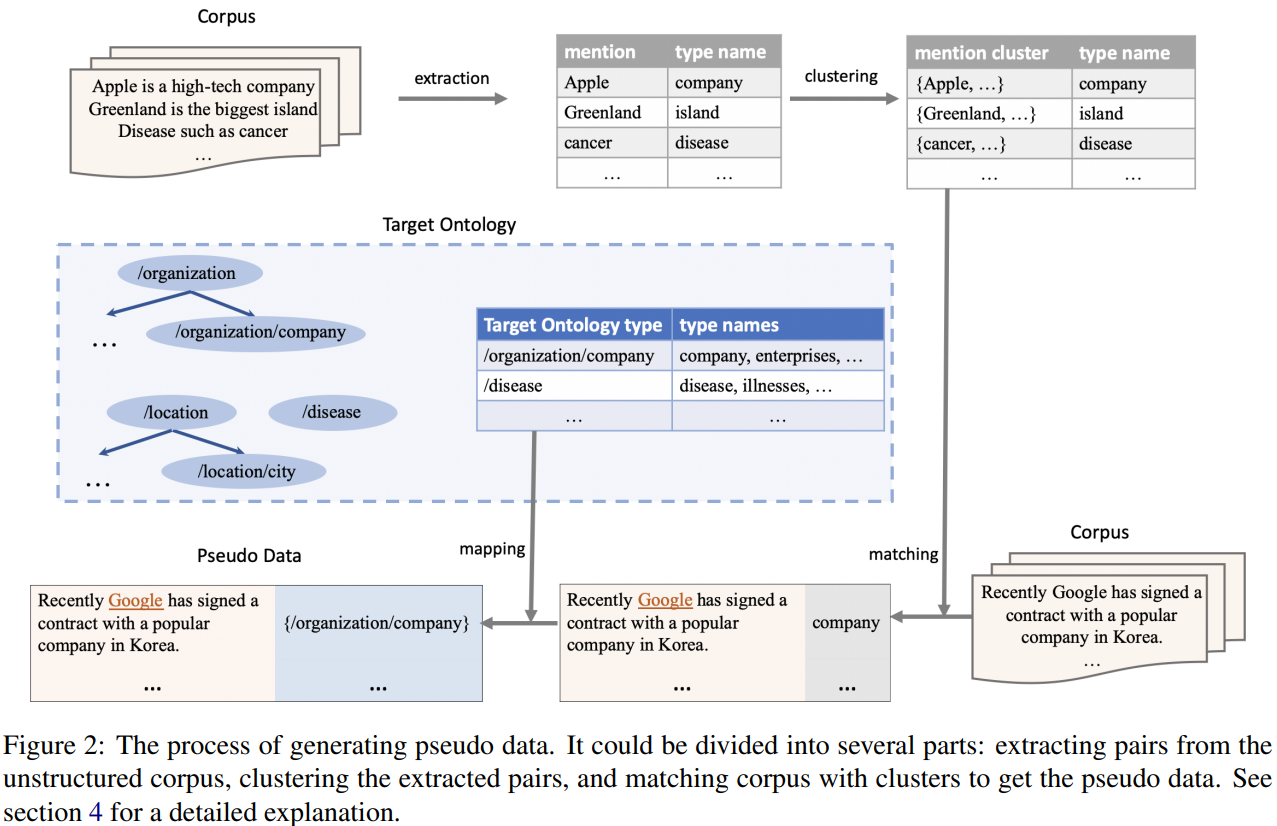 Corpus
Apple is a high-tech company
Greenland is the biggest island
Disease such as cancer
…
extraction
mention type name
Apple company
Greenland island
cancer disease
… …
clustering
mention cluster type name
{Apple, …} company
{Greenland, …} island
{cancer, …} disease
… …
Target Ontology
/organization
… /organization/company
/location /disease
… /location/city
Target Ontology type type names
/organization/company company, enterprises, …
/disease disease, illnesses, …
… …
mapping
matching
Corpus
Recently Google has signed a
contract with a popular
company in Korea.
…
Recently Google has signed a
contract with a popular
company in Korea.
...
company
...
Pseudo Data
Recently Google has signed a
contract with a popular
company in Korea.
...
{/organization/company}
...
Figure 2: The process of generating pseudo data. It could be divided into several parts: extracting pairs from the
unstructured corpus, clustering the extracted pairs, and matching corpus with clusters to get the pseudo data. See
section 4 for a detailed explanation.